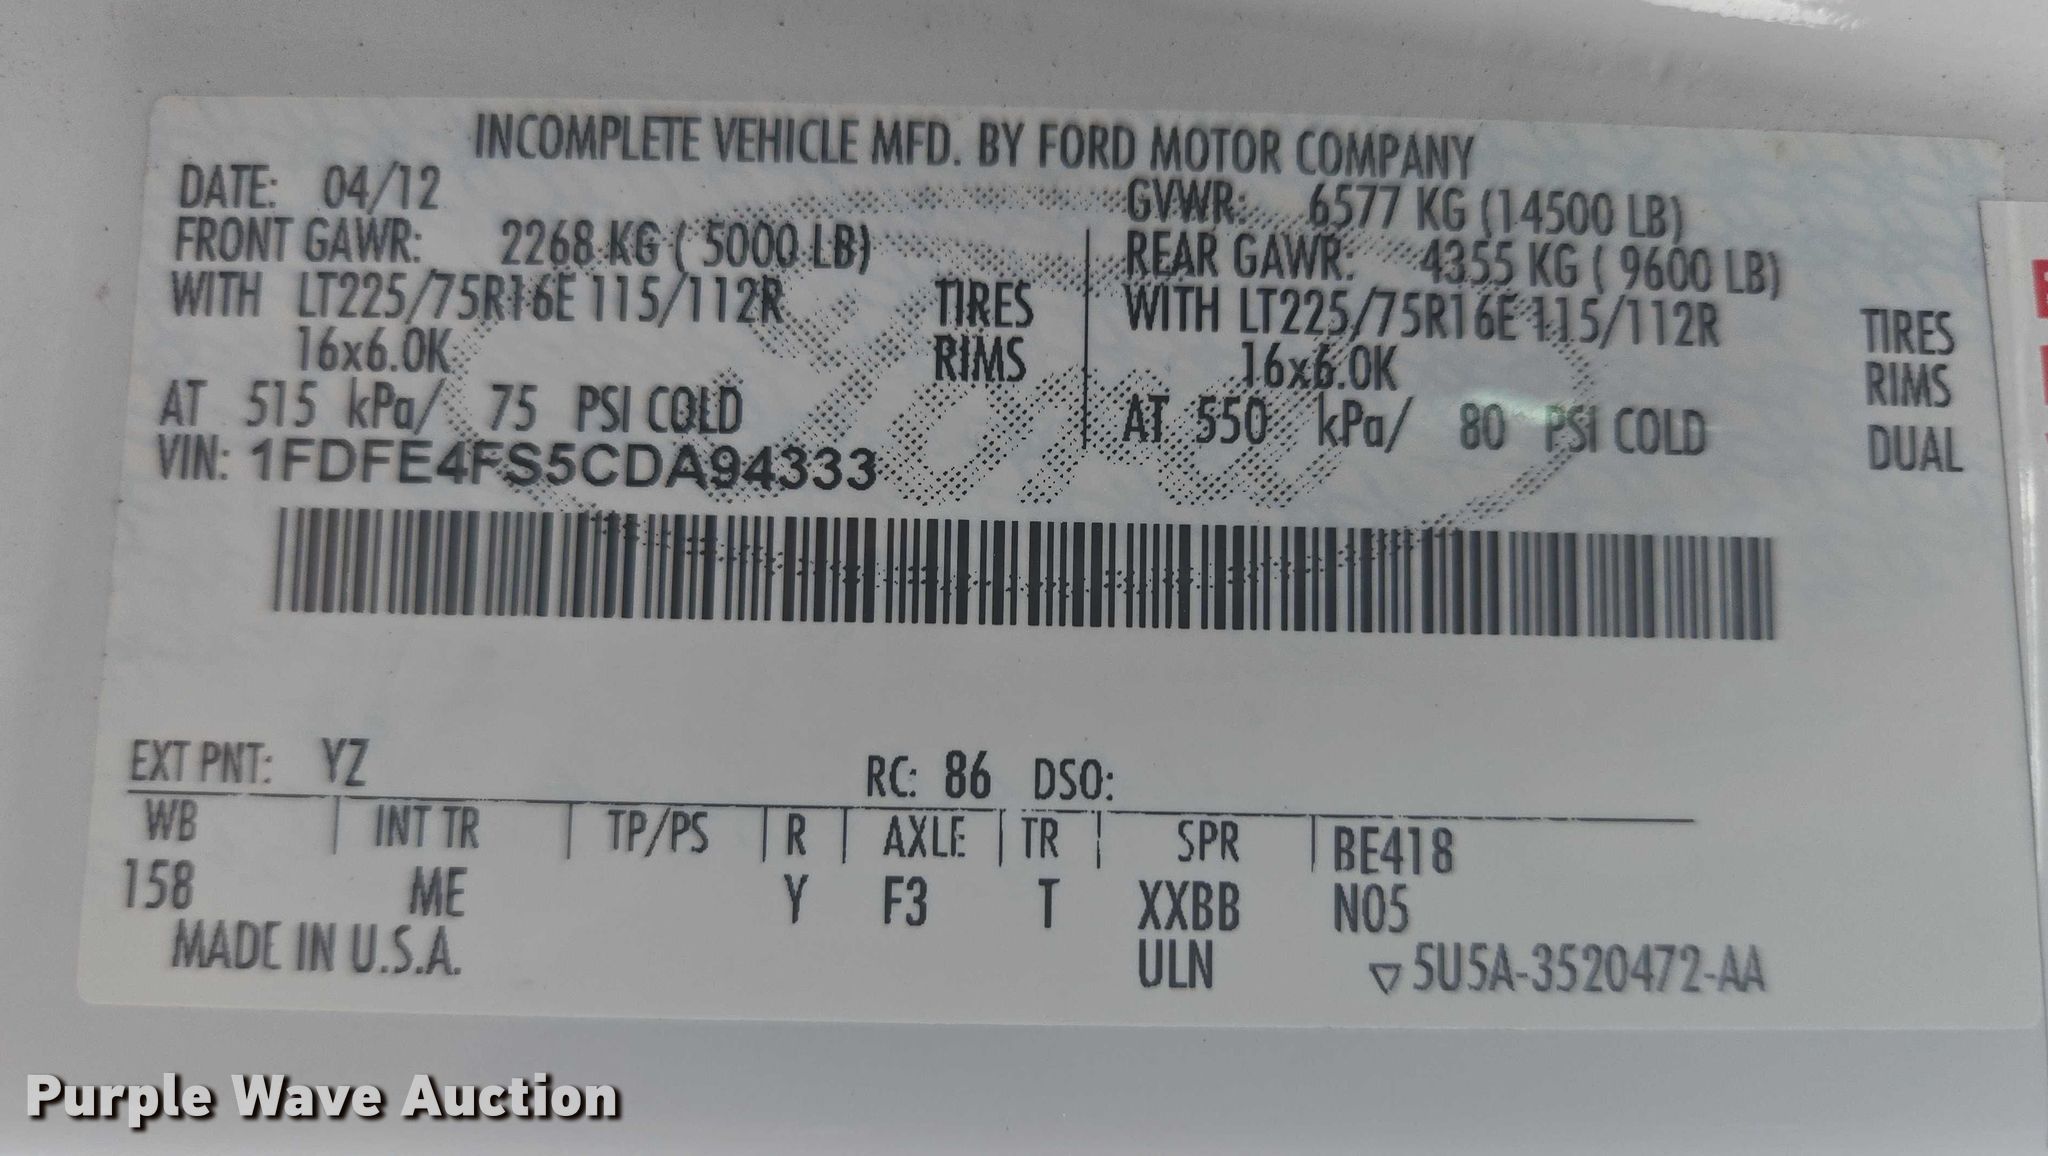 INCOMPLETE VEHICLE MFD. BY FORD MOTOR COMPANY
DATE: 04/12 GVWR: 6577 KG (14500 LB)
FRONT GAWR: 2268 KG ( 5000 LB) REAR GAWR: 4355 KG ( 9600 LB)
WITH LT225/75R16E 115/112R TIRES WITH LT225/75R16E 115/112R TIRES
16x6.0K RIMS 16x6.0K RIMS
AT 515 kPa/ 75 PSI COLD AT 550 kPa/ 80 PSI COLD DUAL
VIN: 1FDFE4FS5CDA94333
Ford
EXT PNT: YZ RC: 86 DSO:
WB INT TR TP/PS R AXLE TR SPR BE418
158 ME Y F3 T XXBB N05
MADE IN U.S.A. ULN 5U5A-3520472-AA
Purple Wave Auction